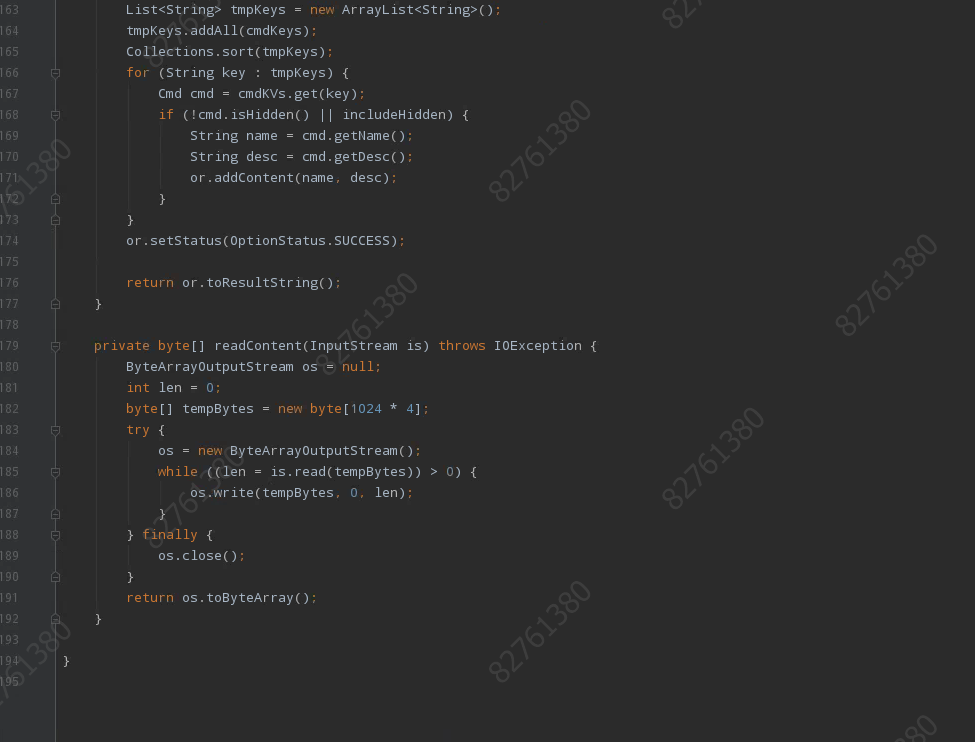 163 List<String> tmpKeys = new ArrayList<String>();
164 tmpKeys.addAll(cmdKeys);
165 Collections.sort(tmpKeys);
166 for (String key : tmpKeys) {
167 Cmd cmd = cmdKVs.get(key);
168 if (!cmd.isHidden() || includeHidden) {
169 String name = cmd.getName();
170 String desc = cmd.getDesc();
171 or.addContent(name, desc);
172 }
173 }
174 or.setStatus(OptionStatus.SUCCESS);
175
176 return or.toResultString();
177 }
178
179 private byte[] readContent(InputStream is) throws IOException {
180 ByteArrayOutputStream os = null;
181 int len = 0;
182 byte[] tempBytes = new byte[1024 * 4];
183 try {
184 os = new ByteArrayOutputStream();
185 while ((len = is.read(tempBytes)) > 0) {
186 os.write(tempBytes, 0, len);
187 }
188 } finally {
189 os.close();
190 }
191 return os.toByteArray();
192 }
193
194 }
195
82761380
82761380
82761380
82761380
82761380
82761380
82761380